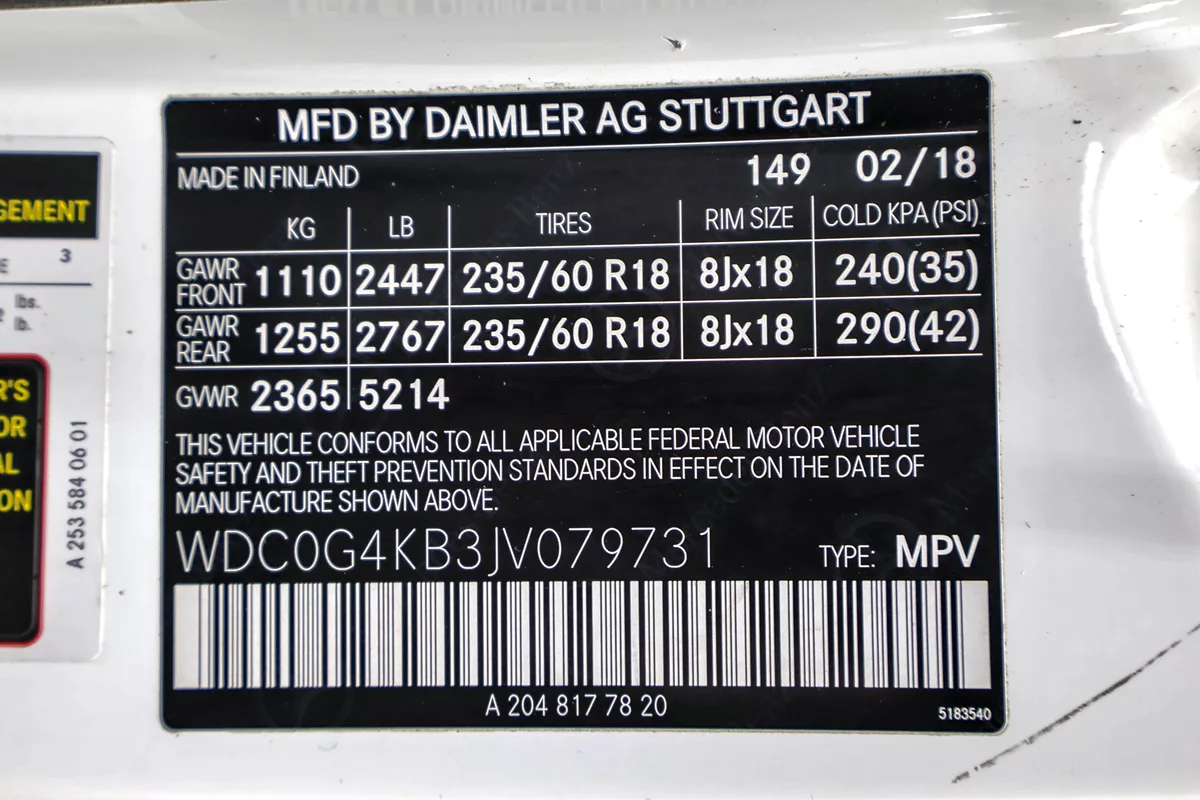 MFD BY DAIMLER AG STUTTGART
MADE IN FINLAND 149 02/18
KG LB TIRES RIM SIZE COLD KPA (PSI)
GAWR FRONT 1110 2447 235/60 R18 8Jx18 240(35)
GAWR REAR 1255 2767 235/60 R18 8Jx18 290(42)
GVWR 2365 5214
THIS VEHICLE CONFORMS TO ALL APPLICABLE FEDERAL MOTOR VEHICLE
SAFETY AND THEFT PREVENTION STANDARDS IN EFFECT ON THE DATE OF
MANUFACTURE SHOWN ABOVE.
WDC0G4KB3JV079731 TYPE: MPV
A 204 817 78 20
5183540
GEMENT
E 3
lbs.
lb.
R'S
OR
AL
ON
A 253 584 06 01